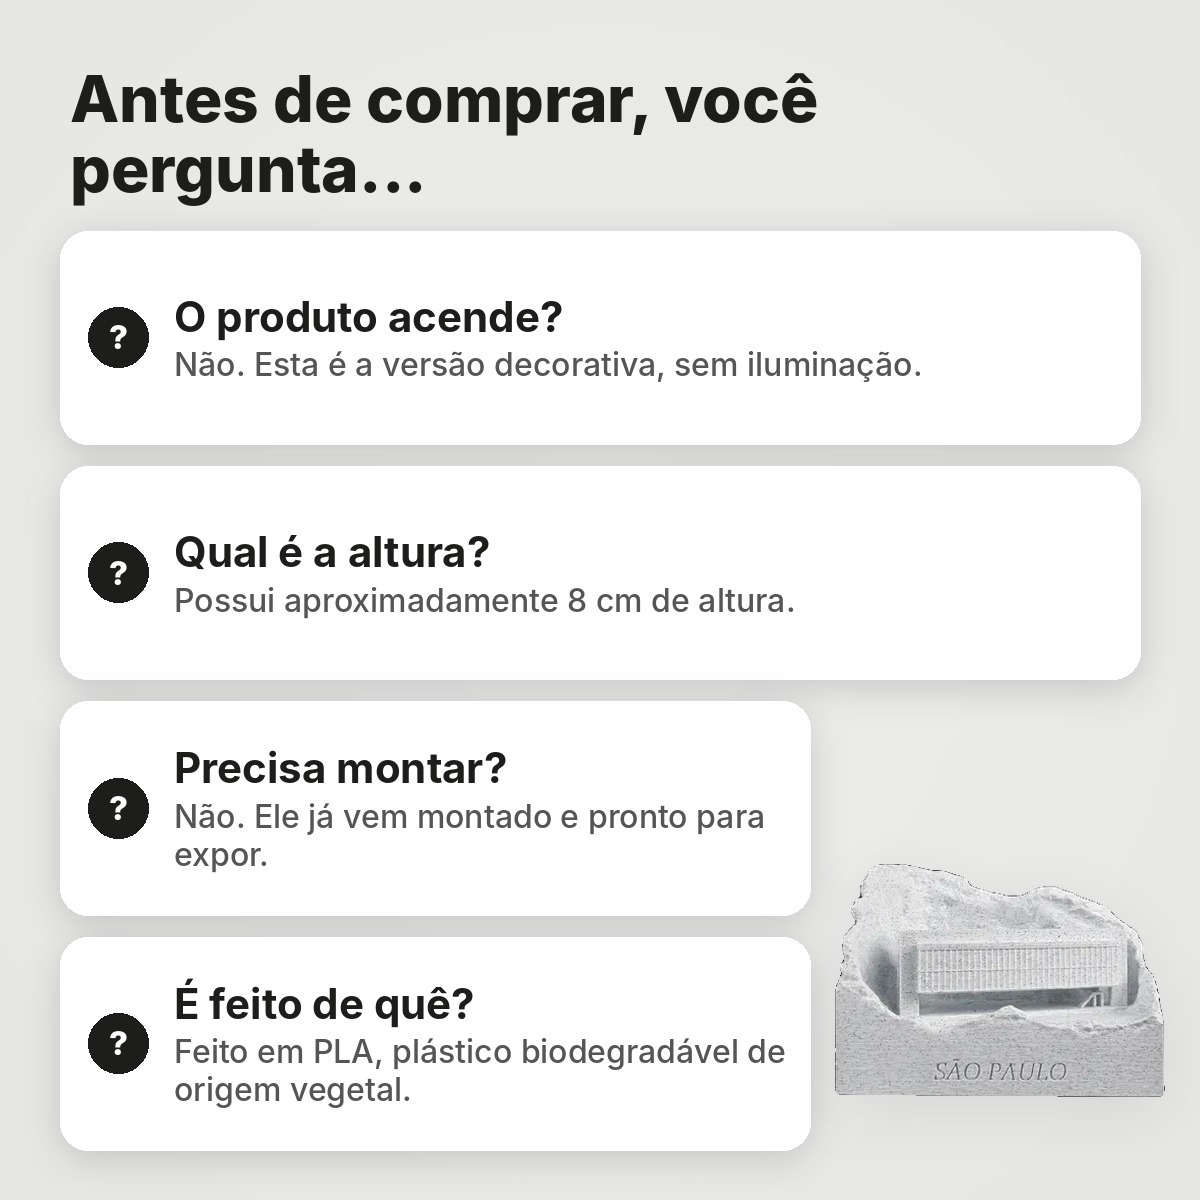 Antes de comprar, você
pergunta...
?
O produto acende?
Não. Esta é a versão decorativa, sem iluminação.
?
Qual é a altura?
Possui aproximadamente 8 cm de altura.
?
Precisa montar?
Não. Ele já vem montado e pronto para
expor.
?
É feito de quê?
Feito em PLA, plástico biodegradável de
origem vegetal.
SÃO PAULO